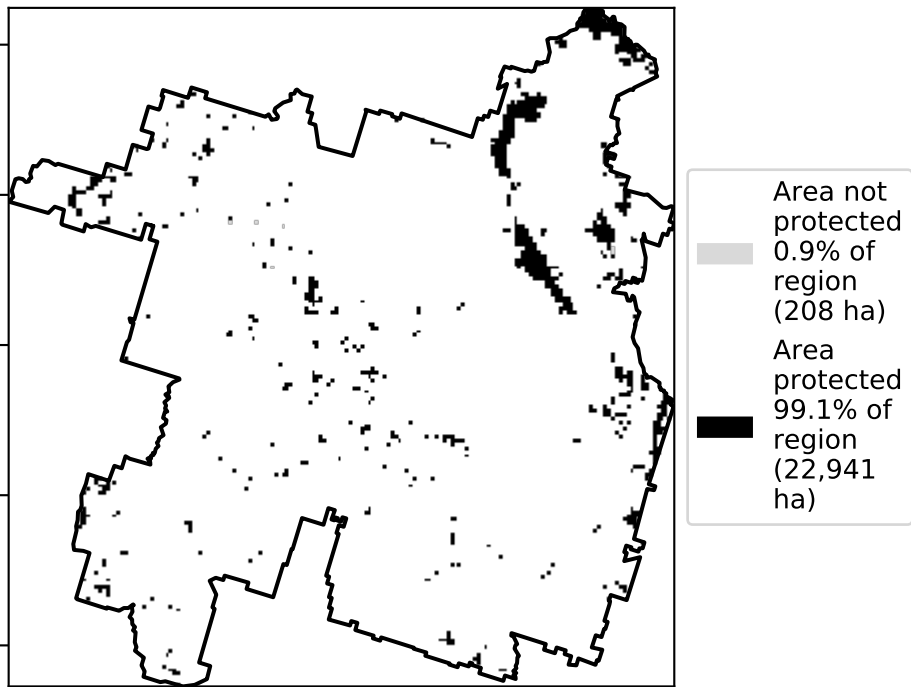 Area not
protected
0.9% of
region
(208 ha)
Area
protected
99.1% of
region
(22,941
ha)